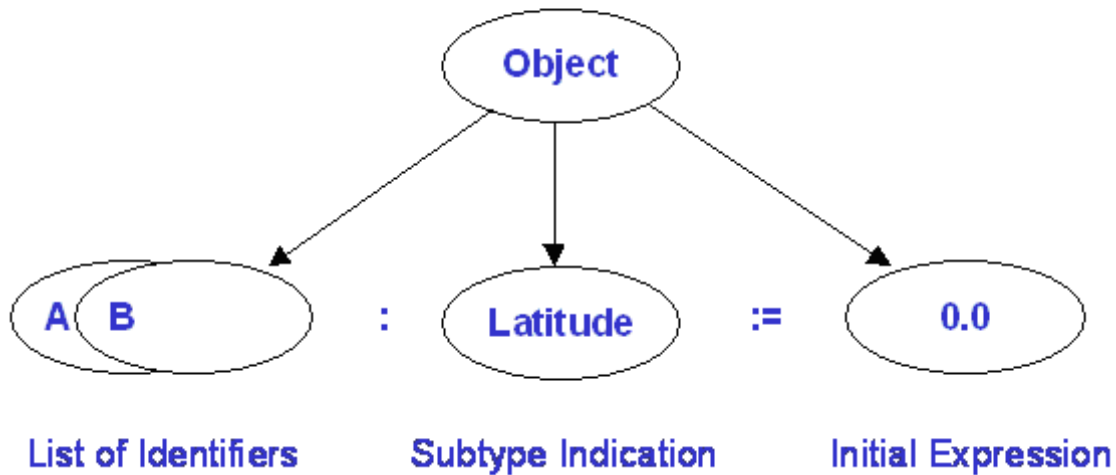 Object
A B : Latitude := 0.0
List of Identifiers Subtype Indication Initial Expression